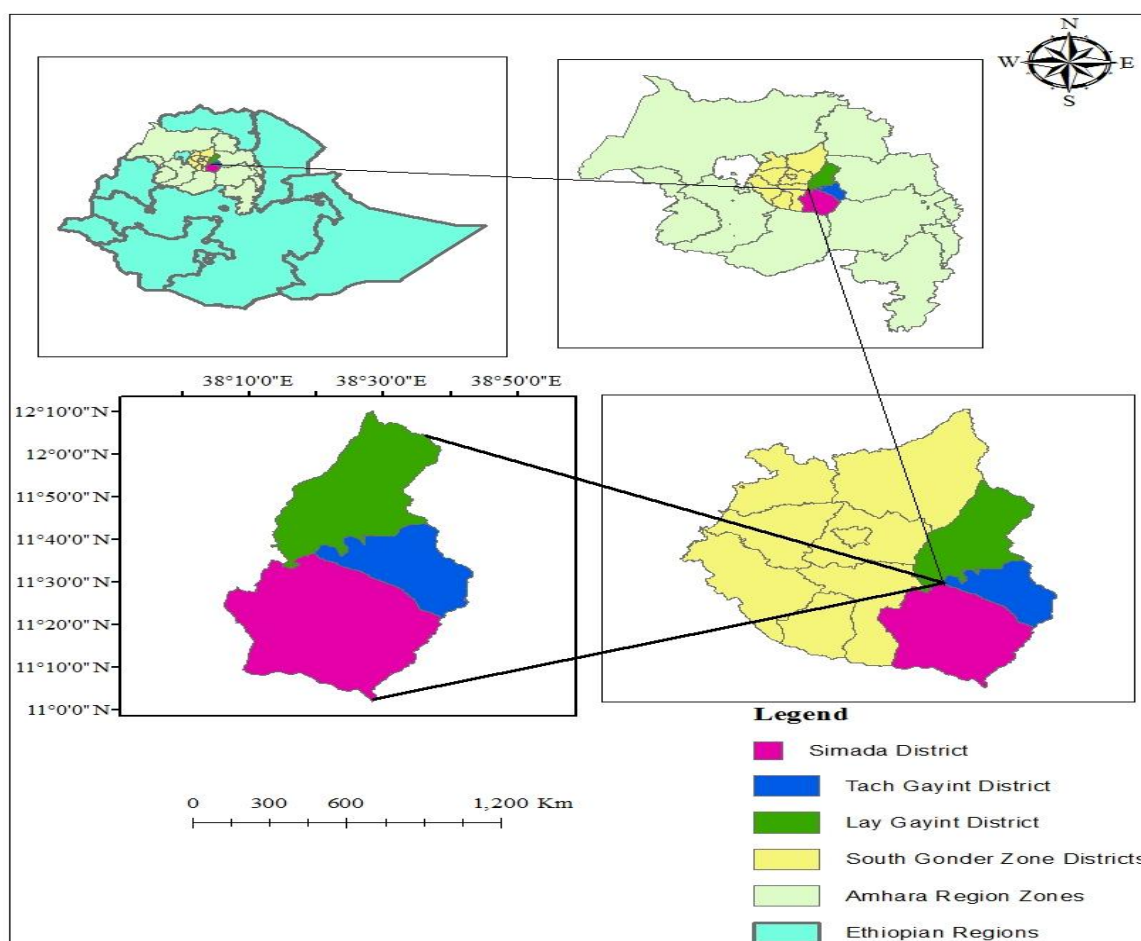 N
W E
S
38°10'0"E 38°30'0"E 38°50'0"E
12°10'0"N
12°0'0"N
11°50'0"N
11°40'0"N
11°30'0"N
11°20'0"N
11°10'0"N
11°0'0"N
Legend
Simada District
Tach Gayint District
Lay Gayint District
South Gonder Zone Districts
Amhara Region Zones
Ethiopian Regions
0 300 600 1,200 Km